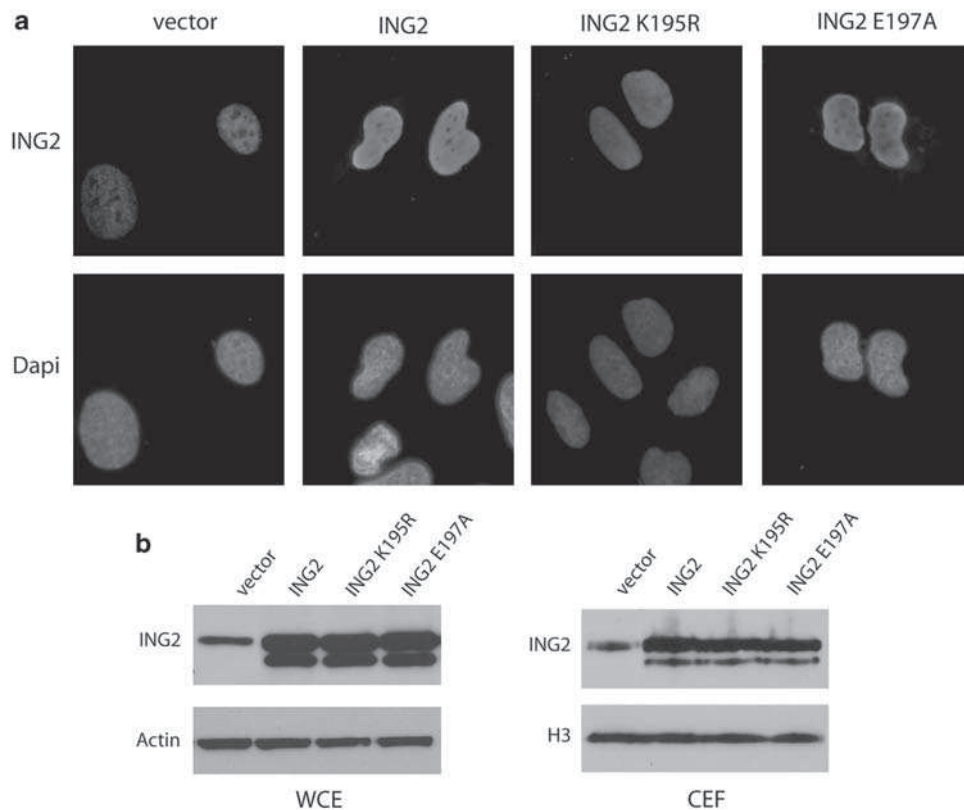 a
vector
ING2
ING2 K195R
ING2 E197A
ING2
Dapi
b
vector
ING2
ING2 K195R
ING2 E197A
ING2
Actin
WCE
vector
ING2
ING2 K195R
ING2 E197A
ING2
H3
CEF